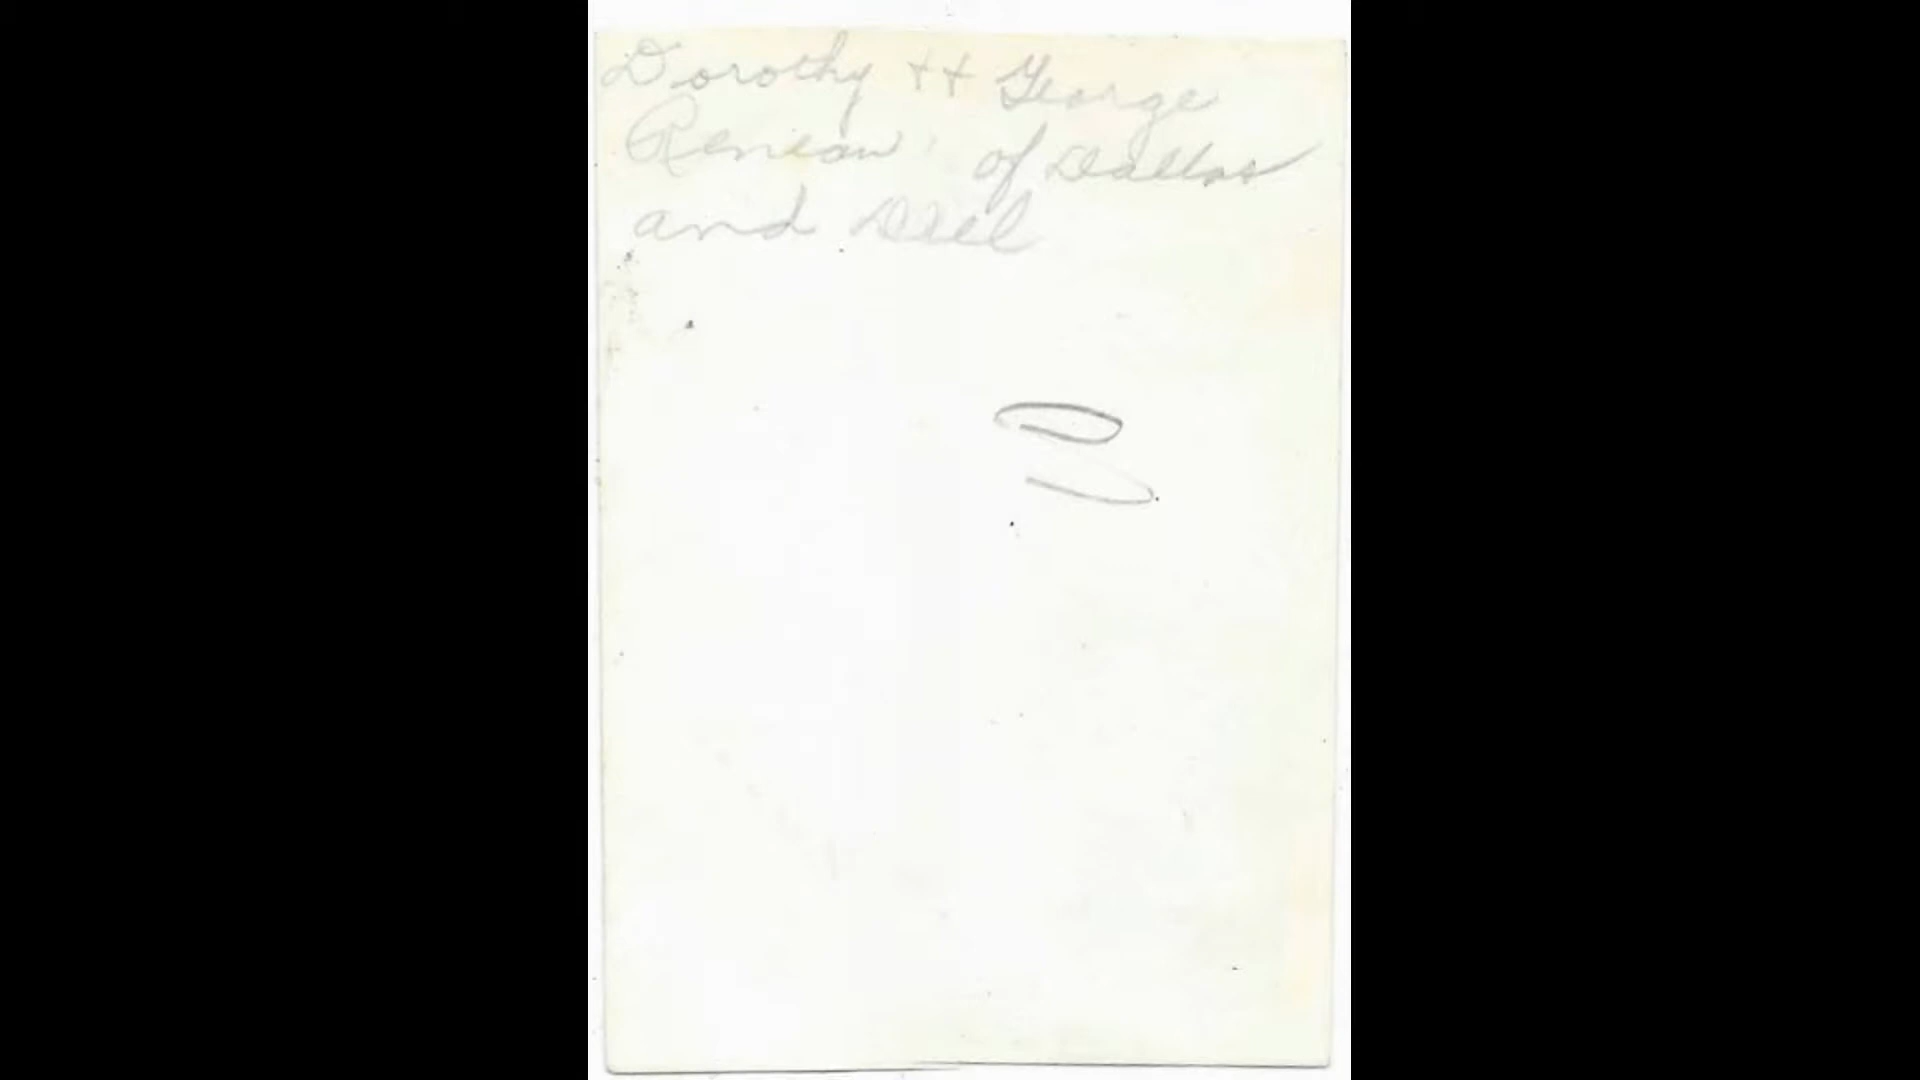 Dorothy ++ George
Reneau of Dallas
and